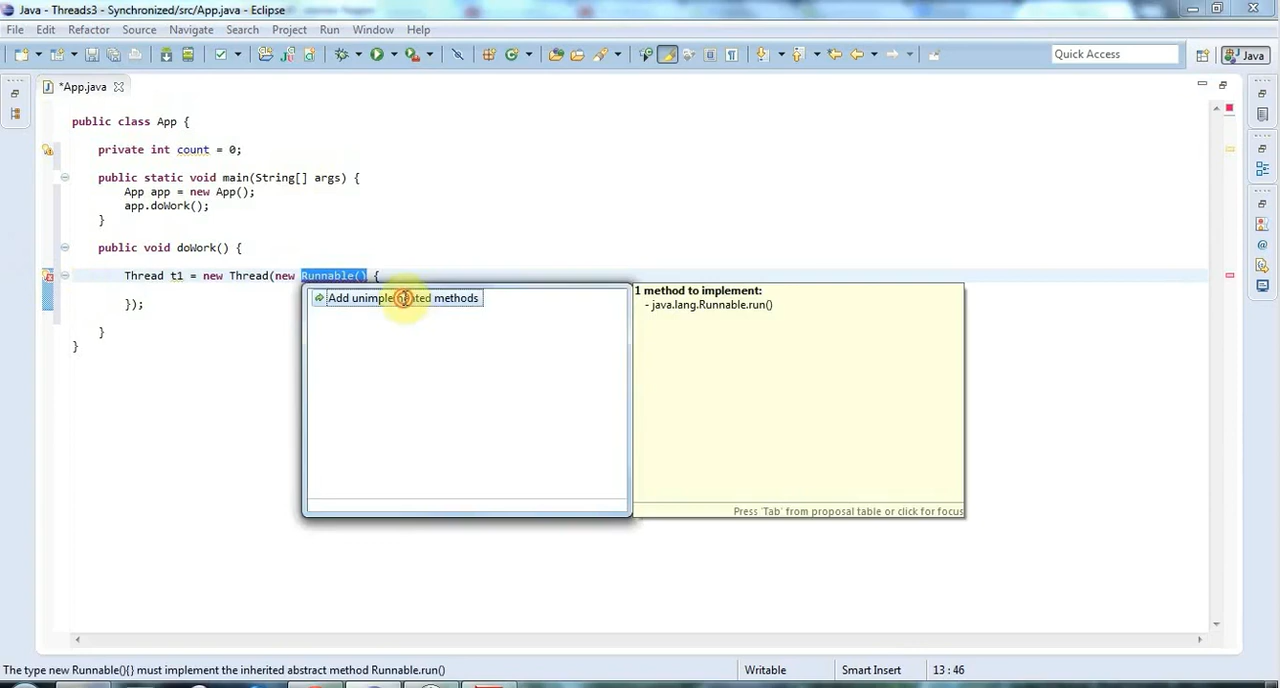 Java - Threads3 - Synchronized/src/App.java - Eclipse
File Edit Refactor Source Navigate Search Project Run Window Help
Quick Access
Java
*App.java
public class App {
private int count = 0;
public static void main(String[] args) {
App app = new App();
app.doWork();
}
public void doWork() {
Thread t1 = new Thread(new Runnable() {
Add unimplemented methods
1 method to implement:
- java.lang.Runnable.run()
});
}
}
Press 'Tab' from proposal table or click for focus
The type new Runnable(){} must implement the inherited abstract method Runnable.run()
Writable
Smart Insert
13 : 46